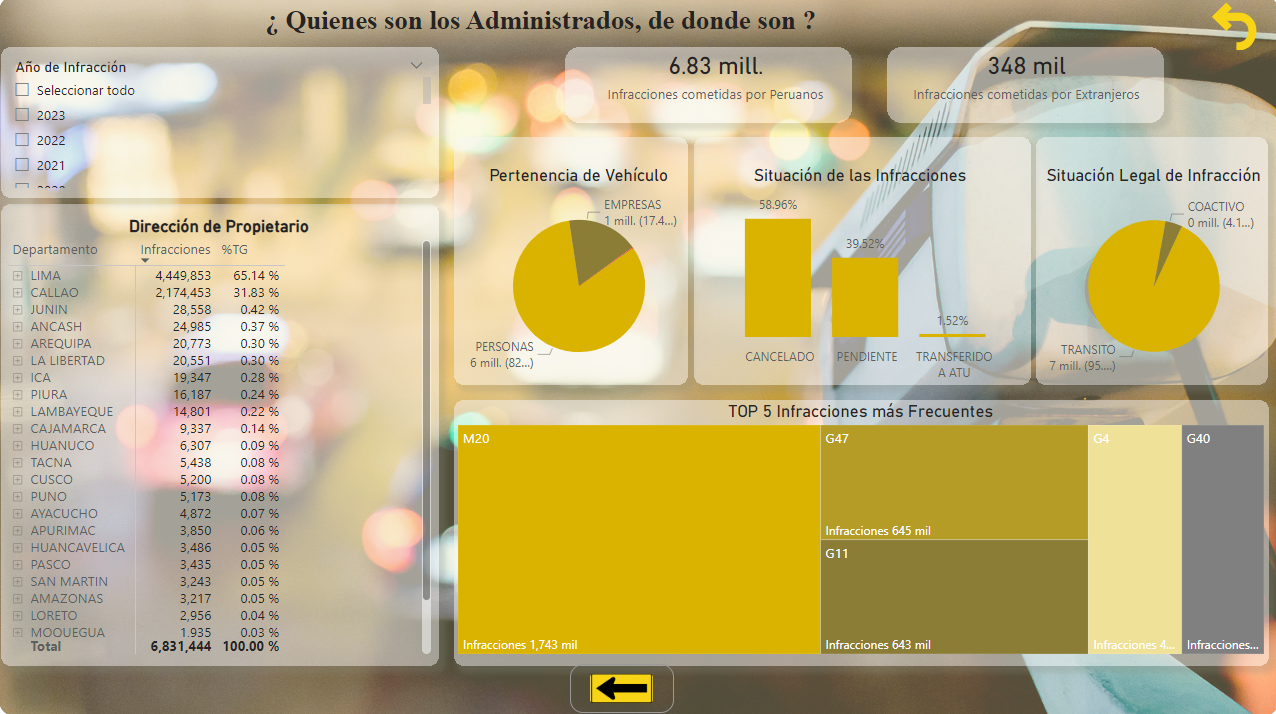 ¿ Quienes son los Administrados, de donde son ?
Año de Infracción
Seleccionar todo
2023
2022
2021
6.83 mill.
Infracciones cometidas por Peruanos
348 mil
Infracciones cometidas por Extranjeros
Dirección de Propietario
Departamento Infracciones %TG
LIMA 4,449,853 65.14 %
CALLAO 2,174,453 31.83 %
JUNIN 28,558 0.42 %
ANCASH 24,985 0.37 %
AREQUIPA 20,773 0.30 %
LA LIBERTAD 20,551 0.30 %
ICA 19,347 0.28 %
PIURA 16,187 0.24 %
LAMBAYEQUE 14,801 0.22 %
CAJAMARCA 9,337 0.14 %
HUANUCO 6,307 0.09 %
TACNA 5,438 0.08 %
CUSCO 5,200 0.08 %
PUNO 5,173 0.08 %
AYACUCHO 4,872 0.07 %
APURIMAC 3,850 0.06 %
HUANCAVELICA 3,486 0.05 %
PASCO 3,435 0.05 %
SAN MARTIN 3,243 0.05 %
AMAZONAS 3,217 0.05 %
LORETO 2,956 0.04 %
MOQUEGUA 1,935 0.03 %
Total 6,831,444 100.00 %
Pertenencia de Vehículo
EMPRESAS
1 mill. (17.4...)
PERSONAS
6 mill. (82...)
Situación de las Infracciones
58.96%
39.52%
1.52%
CANCELADO PENDIENTE TRANSFERIDO
A ATU
Situación Legal de Infracción
COACTIVO
0 mill. (4.1...)
TRANSITO
7 mill. (95....)
TOP 5 Infracciones más Frecuentes
M20
Infracciones 1,743 mil
G47
Infracciones 645 mil
G11
Infracciones 643 mil
G4
Infracciones 4...
G40
Infracciones...